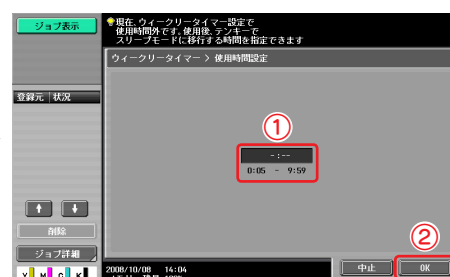 ジョブ表示
現在、ウィークリータイマー設定で
使用時間外です。使用後、テンキーで
スリープモードに移行する時間を指定できます
ウィークリータイマー > 使用時間設定
登録元 状況
①
-:--
0:05 - 9:59
↑ ↓
削除
②
ジョブ詳細
中止 OK
2008/10/08 14:04
Y M C K